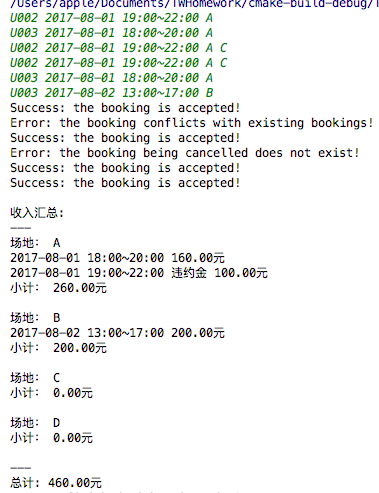 /Users/apple/Documents/TWHomework/cmake-build-debug/T
U002 2017-08-01 19:00~22:00 A
U003 2017-08-01 18:00~20:00 A
U002 2017-08-01 19:00~22:00 A C
U002 2017-08-01 19:00~22:00 A C
U003 2017-08-01 18:00~20:00 A
U003 2017-08-02 13:00~17:00 B
Success: the booking is accepted!
Error: the booking conflicts with existing bookings!
Success: the booking is accepted!
Error: the booking being cancelled does not exist!
Success: the booking is accepted!
Success: the booking is accepted!
收入汇总:
---
场地: A
2017-08-01 18:00~20:00 160.00元
2017-08-01 19:00~22:00 违约金 100.00元
小计: 260.00元
场地: B
2017-08-02 13:00~17:00 200.00元
小计: 200.00元
场地: C
小计: 0.00元
场地: D
小计: 0.00元
---
总计: 460.00元